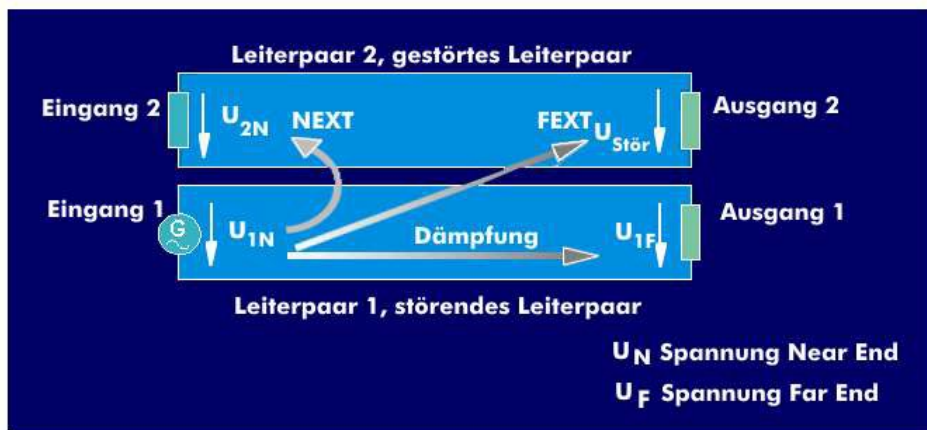 Leiterpaar 2, gestörtes Leiterpaar
Eingang 2
U2N
NEXT
FEXT
UStör
Ausgang 2
Eingang 1
G
U1N
Dämpfung
U1F
Ausgang 1
Leiterpaar 1, störendes Leiterpaar
UN Spannung Near End
UF Spannung Far End